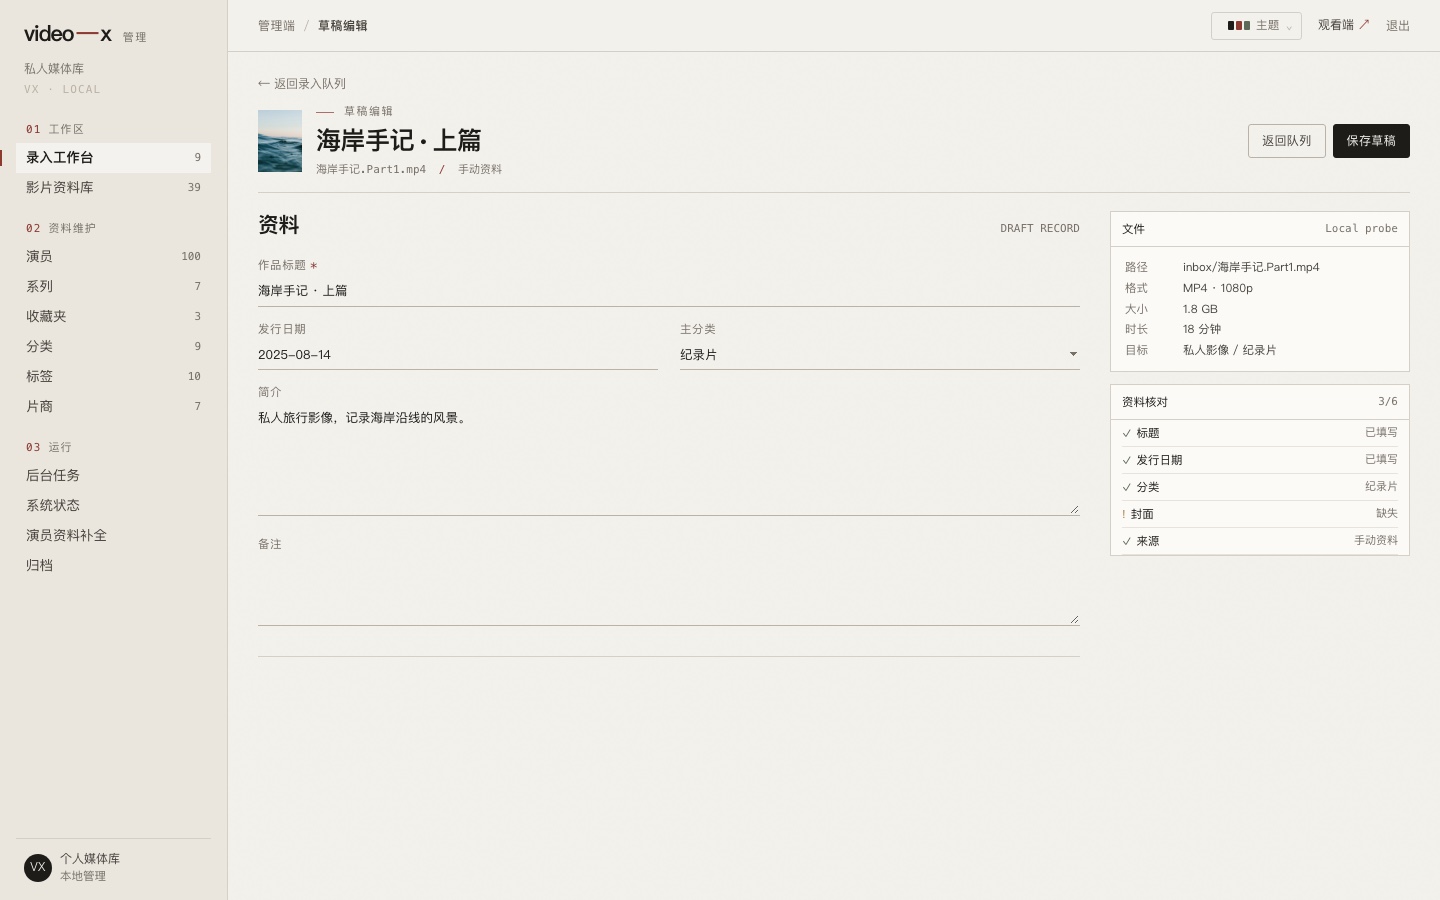 video—x 管理
私人媒体库
VX · LOCAL
01 工作区
录入工作台 9
影片资料库 39
02 资料维护
演员 100
系列 7
收藏夹 3
分类 9
标签 10
片商 7
03 运行
后台任务
系统状态
演员资料补全
归档
VX
个人媒体库
本地管理
管理端 / 草稿编辑
主题
观看端 ↗
退出
← 返回录入队列
草稿编辑
海岸手记 · 上篇
海岸手记.Part1.mp4 / 手动资料
返回队列
保存草稿
资料
DRAFT RECORD
作品标题 *
海岸手记 · 上篇
发行日期
2025-08-14
主分类
纪录片
简介
私人旅行影像，记录海岸沿线的风景。
备注
文件 Local probe
路径 inbox/海岸手记.Part1.mp4
格式 MP4 · 1080p
大小 1.8 GB
时长 18 分钟
目标 私人影像 / 纪录片
资料核对 3/6
✓ 标题 已填写
✓ 发行日期 已填写
✓ 分类 纪录片
! 封面 缺失
✓ 来源 手动资料